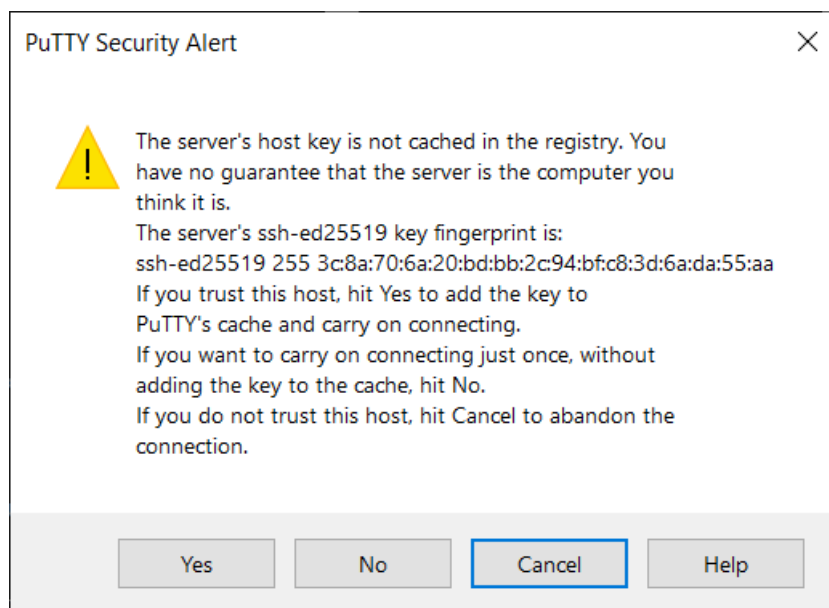 PuTTY Security Alert
The server's host key is not cached in the registry. You
have no guarantee that the server is the computer you
think it is.
The server's ssh-ed25519 key fingerprint is:
ssh-ed25519 255 3c:8a:70:6a:20:bd:bb:2c:94:bf:c8:3d:6a:da:55:aa
If you trust this host, hit Yes to add the key to
PuTTY's cache and carry on connecting.
If you want to carry on connecting just once, without
adding the key to the cache, hit No.
If you do not trust this host, hit Cancel to abandon the
connection.
Yes No Cancel Help